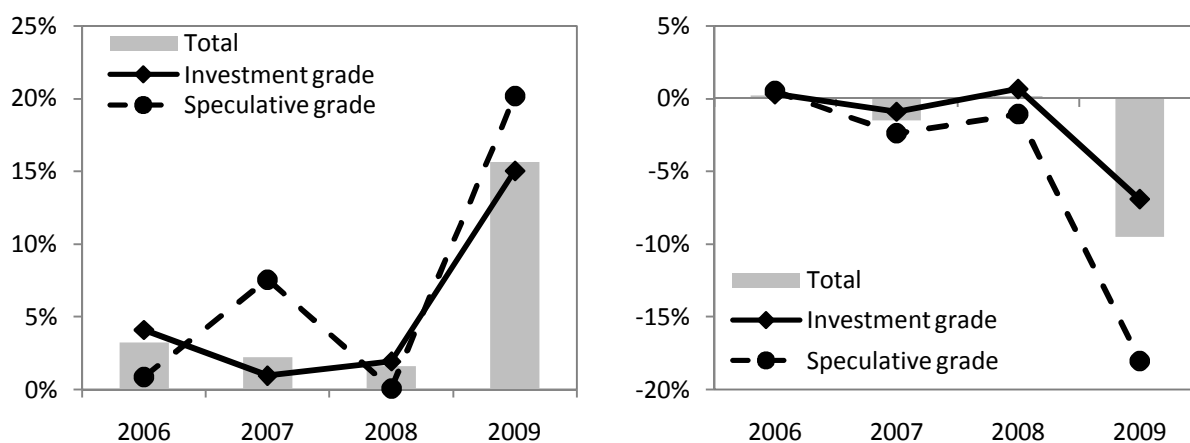 25%
20%
15%
10%
5%
0%
Total
Investment grade
Speculative grade
2006 2007 2008 2009
5%
0%
-5%
-10%
-15%
-20%
Total
Investment grade
Speculative grade
2006 2007 2008 2009